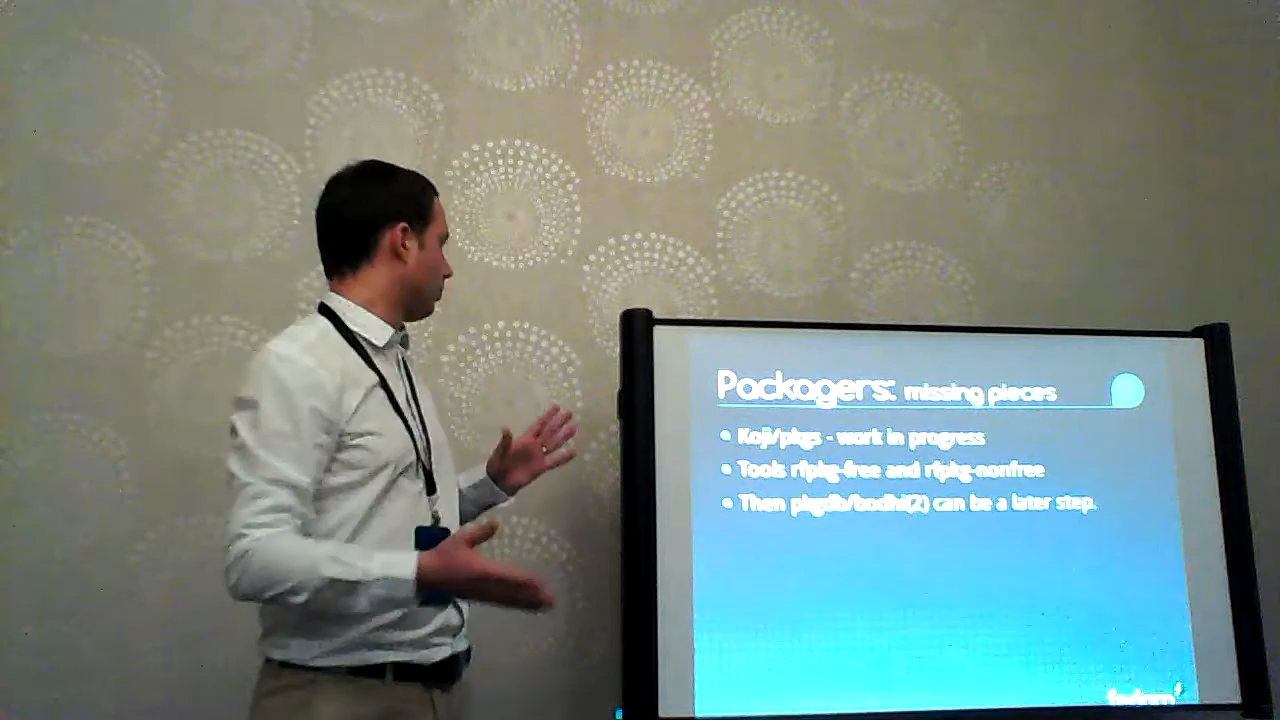 Packagers: missing pieces
Koji/pkgs - work in progress
Tools rfpkg-free and rfpkg-nonfree
Then pkgdb/bodhi(2) can be a later step.
fedora